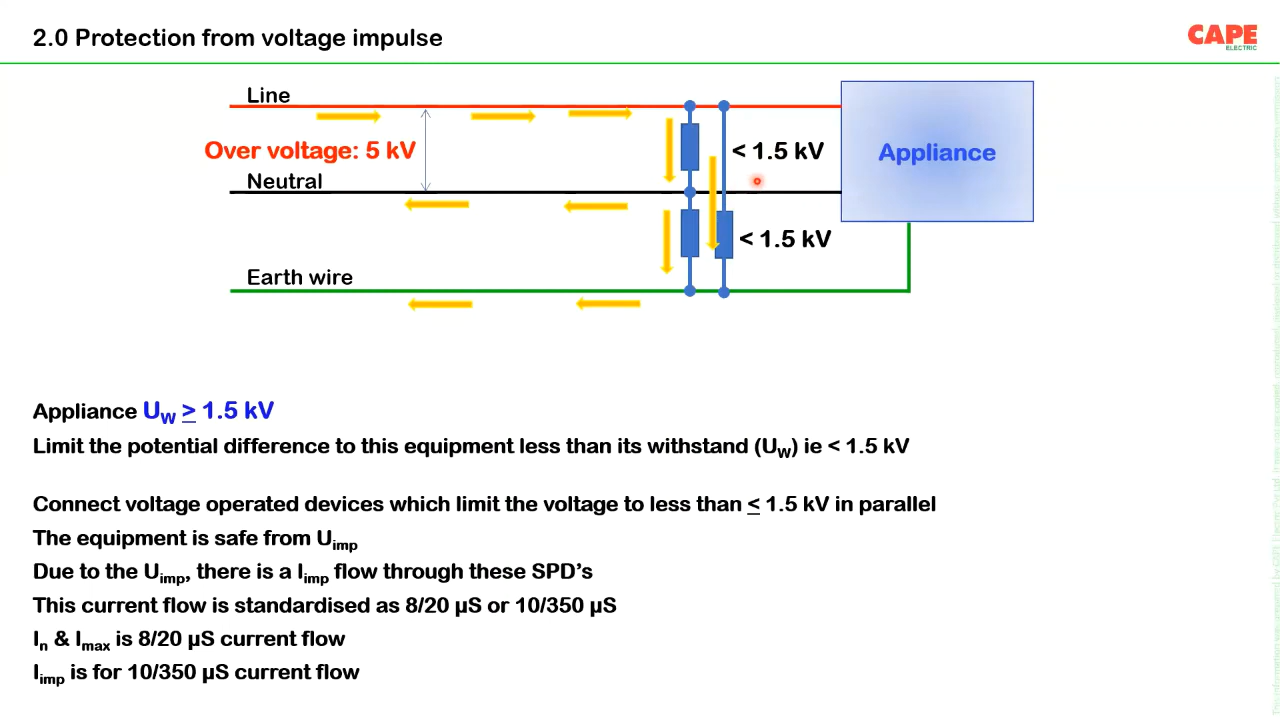 2.0 Protection from voltage impulse
CAPE
ELECTRIC
Line
Over voltage: 5 kV
< 1.5 kV
Appliance
Neutral
< 1.5 kV
Earth wire
Appliance UW ≥ 1.5 kV
Limit the potential difference to this equipment less than its withstand (UW) ie < 1.5 kV
Connect voltage operated devices which limit the voltage to less than ≤ 1.5 kV in parallel
The equipment is safe from Uimp
Due to the Uimp, there is a Iimp flow through these SPD’s
This current flow is standardised as 8/20 µS or 10/350 µS
In & Imax is 8/20 µS current flow
Iimp is for 10/350 µS current flow